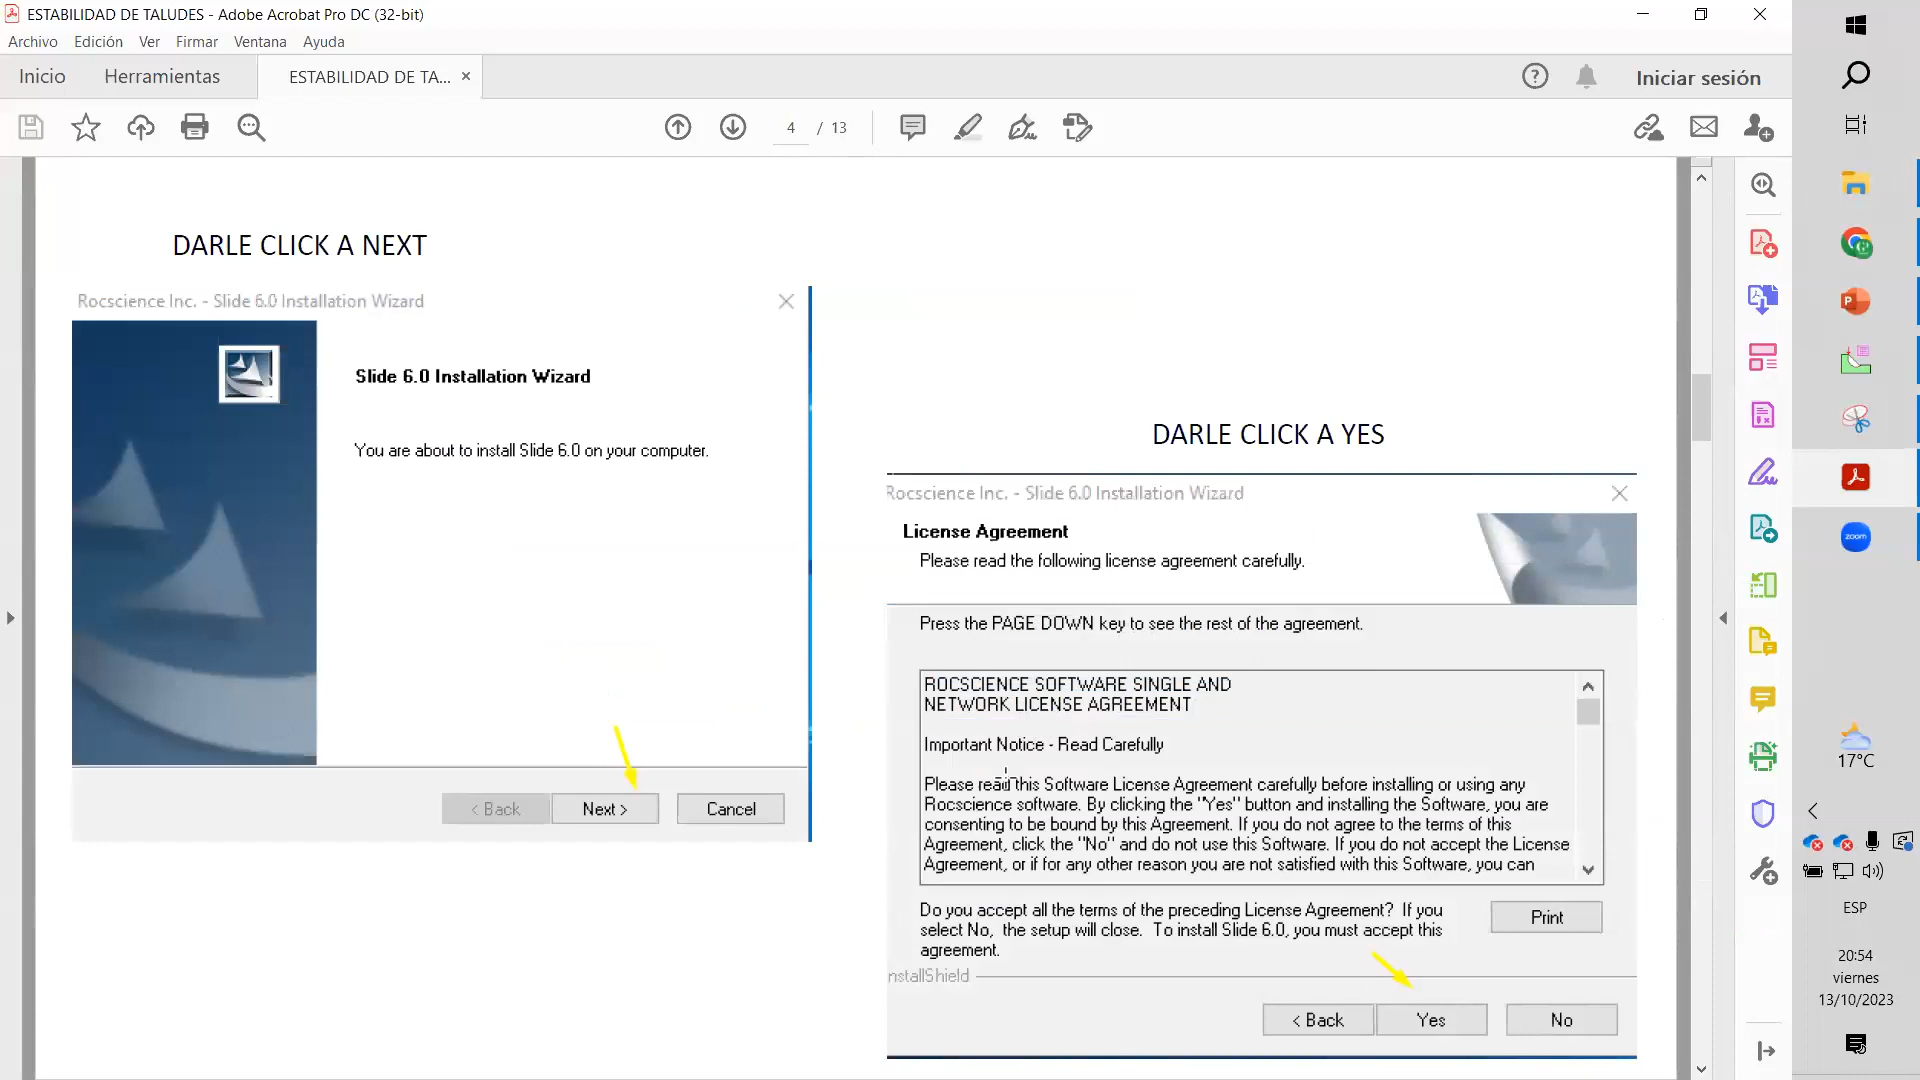 ESTABILIDAD DE TALUDES - Adobe Acrobat Pro DC (32-bit)
Archivo Edición Ver Firmar Ventana Ayuda
Inicio Herramientas ESTABILIDAD DE TA... × Iniciar sesión
4 / 13
DARLE CLICK A NEXT
Rocscience Inc. - Slide 6.0 Installation Wizard
Slide 6.0 Installation Wizard
You are about to install Slide 6.0 on your computer.
< Back Next > Cancel
DARLE CLICK A YES
Rocscience Inc. - Slide 6.0 Installation Wizard
License Agreement
Please read the following license agreement carefully.
Press the PAGE DOWN key to see the rest of the agreement.
ROCSCIENCE SOFTWARE SINGLE AND
NETWORK LICENSE AGREEMENT
Important Notice - Read Carefully
Please read this Software License Agreement carefully before installing or using any
Rocscience software. By clicking the "Yes" button and installing the Software, you are
consenting to be bound by this Agreement. If you do not agree to the terms of this
Agreement, click the "No" and do not use this Software. If you do not accept the License
Agreement, or if for any other reason you are not satisfied with this Software, you can
Do you accept all the terms of the preceding License Agreement? If you
select No, the setup will close. To install Slide 6.0, you must accept this
agreement.
Print
nstallShield
< Back Yes No
zoom
17°C
ESP
20:54
viernes
13/10/2023